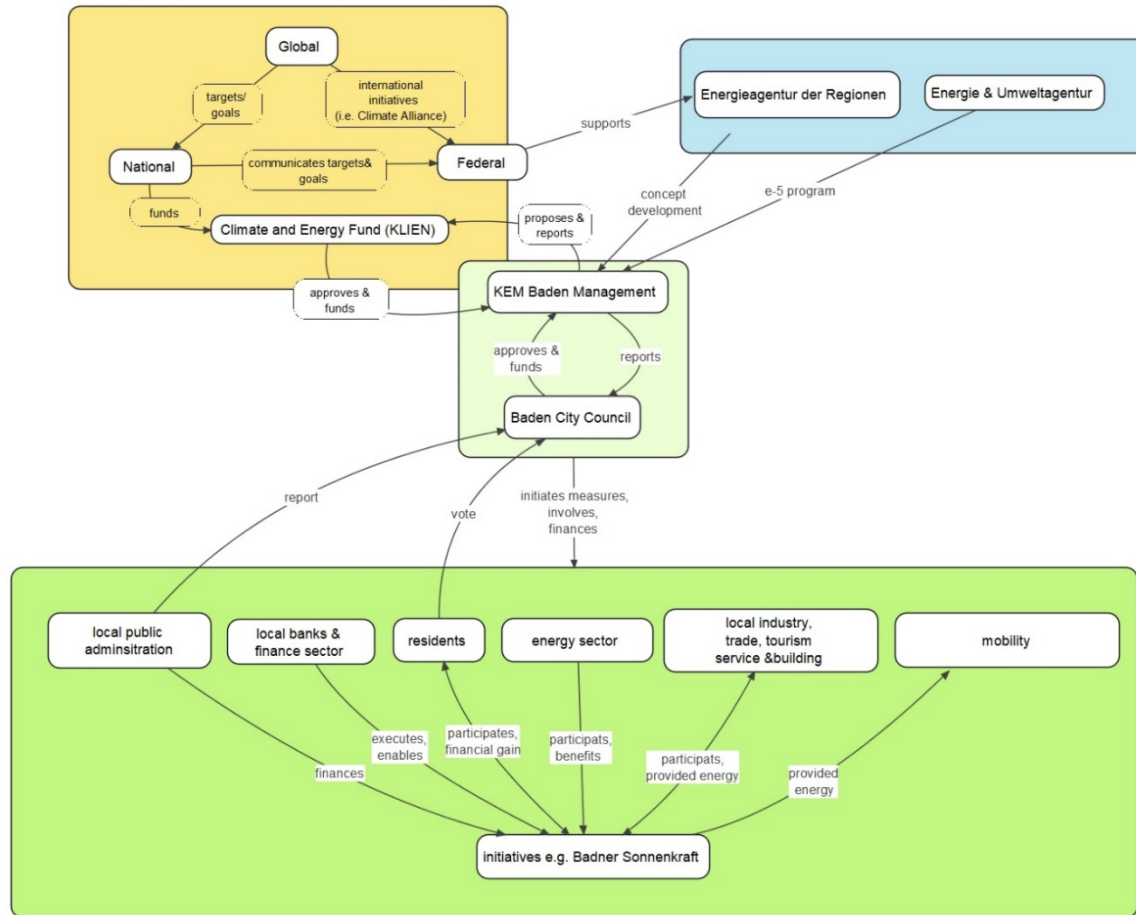 Global
targets/
goals
international
initiatives
(i.e. Climate Alliance)
Energieagentur der Regionen
Energie & Umweltagentur
supports
National
communicates targets&
goals
Federal
funds
Climate and Energy Fund (KLIEN)
proposes &
reports
concept
development
e-5 program
approves &
funds
KEM Baden Management
approves &
funds
reports
Baden City Council
report
vote
initiates measures,
involves,
finances
local public
adminsitration
local banks &
finance sector
residents
energy sector
local industry,
trade, tourism
service &building
mobility
finances
executes,
enables
participates,
financial gain
participats,
benefits
participats,
provided energy
provided
energy
initiatives e.g. Badner Sonnenkraft